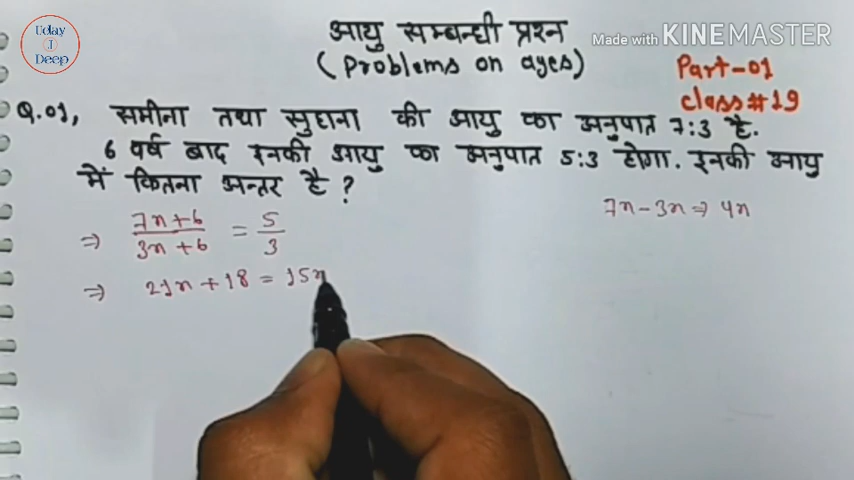 Uday
J
Deep
आयु सम्बन्धी प्रश्न
Made with KINEMASTER
(Problems on ages)
Part-01
class#19
Q.01, समीना तथा सुहाना की आयु का अनुपात 7:3 है.
6 वर्ष बाद इनकी आयु का अनुपात 5:3 होगा. इनकी आयु
में कितना अन्तर है ?
7x-3x⇒4x
⇒ 7x+6/3x+6 = 5/3
⇒ 21x+18=15x